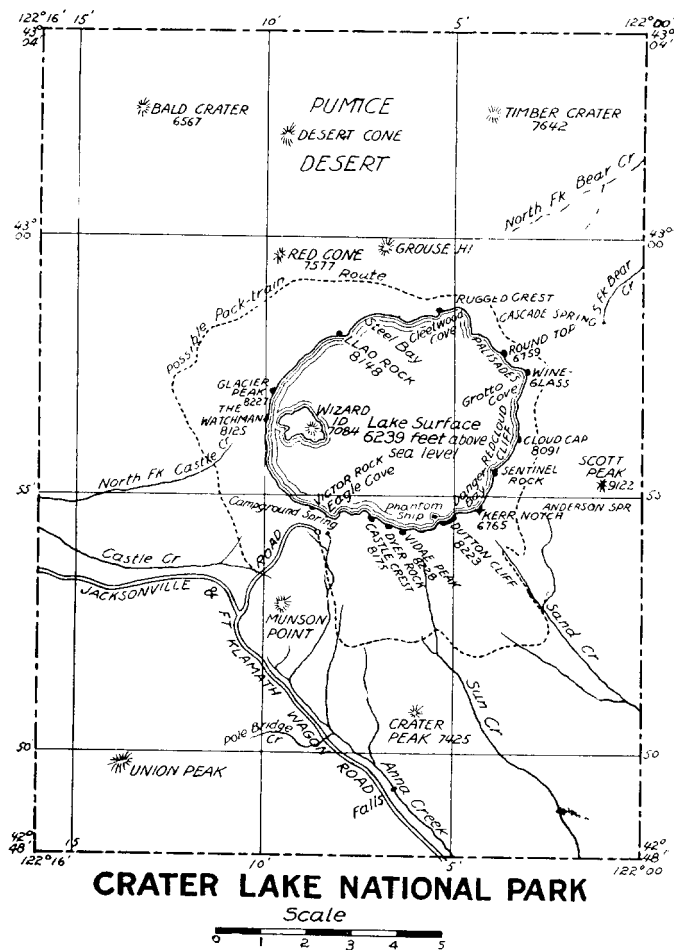 122° 16' 15' 10' 5' 122° 00'
43° 04'
43° 04'
BALD CRATER
6567
PUMICE
DESERT CONE
DESERT
TIMBER CRATER
7642
North Fk Bear Cr
43° 00'
43° 00'
RED CONE
7577
GROUSE HI
S. Fk Bear Cr
Possible Pack-train Route
RUGGED CREST
CASCADE SPRING
Cleetwood Cove
Steel Bay
LLAO ROCK
8148
PALISADES
ROUND TOP
6759
WINE-
GLASS
Grotto Cove
GLACIER
PEAK
8227
THE
WATCHMAN
8125
WIZARD
ID
7084
Lake Surface
6239 feet above
sea level
REDCLOUD
CLIFF
CLOUD CAP
8091
SENTINEL
ROCK
SCOTT
PEAK
9122
North Fk Castle Cr
55'
55
VICTOR ROCK
Eagle Cove
Campground Spring
Phantom
Ship
Danger Bay
KERR NOTCH
6765
ANDERSON SPR
CASTLE CREST
8175
DYER ROCK
VIDAE PEAK
8228
DUTTON CLIFF
8223
Castle Cr
ROAD
JACKSONVILLE & FT KLAMATH WAGON ROAD
MUNSON
POINT
Sand Cr
Sun Cr
CRATER
PEAK 7425
Pole Bridge
Cr
50
50
UNION PEAK
Falls
Anna Creek
42° 48'
42° 48'
122° 16' 15 10' 5' 122° 00
CRATER LAKE NATIONAL PARK
Scale
0 1 2 3 4 5